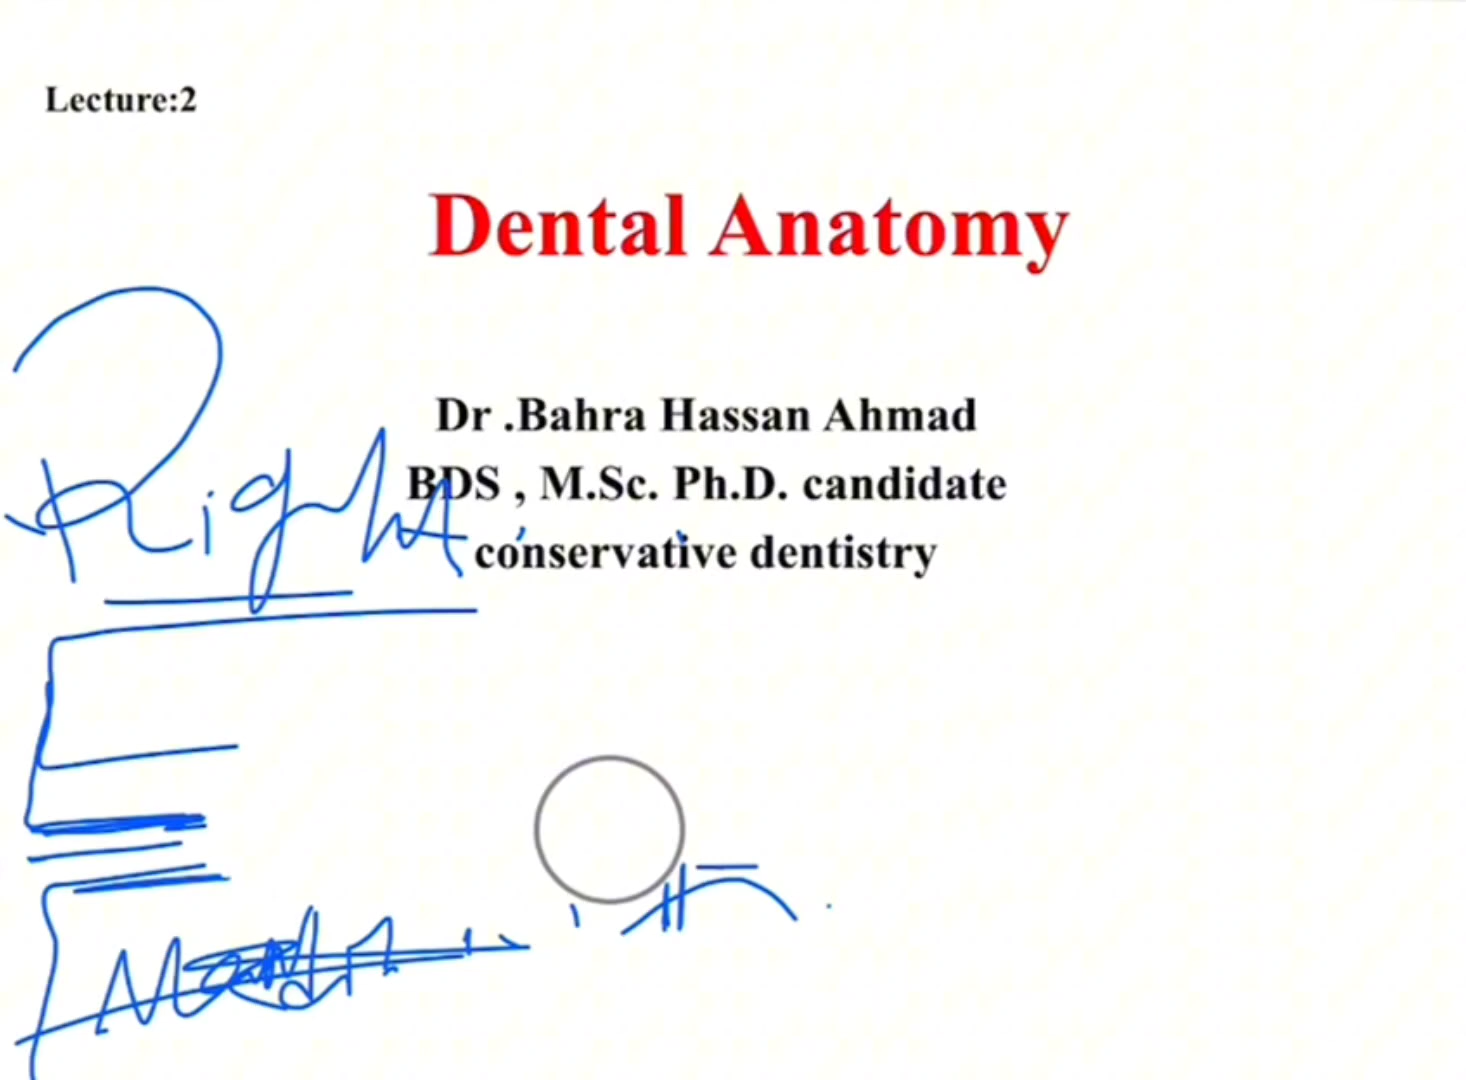 Lecture:2
Dental Anatomy
Dr .Bahra Hassan Ahmad
BDS , M.Sc. Ph.D. candidate
conservative dentistry
Right